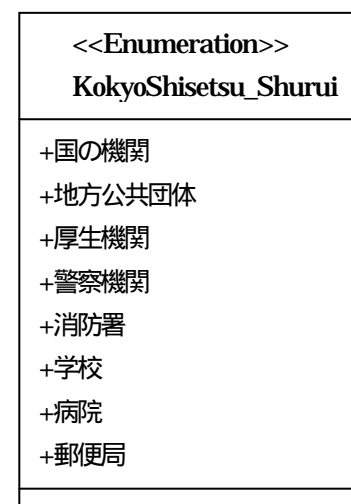 <<Enumeration>>
KokyoShisetsu_Shurui
+国の機関
+地方公共団体
+厚生機関
+警察機関
+消防署
+学校
+病院
+郵便局